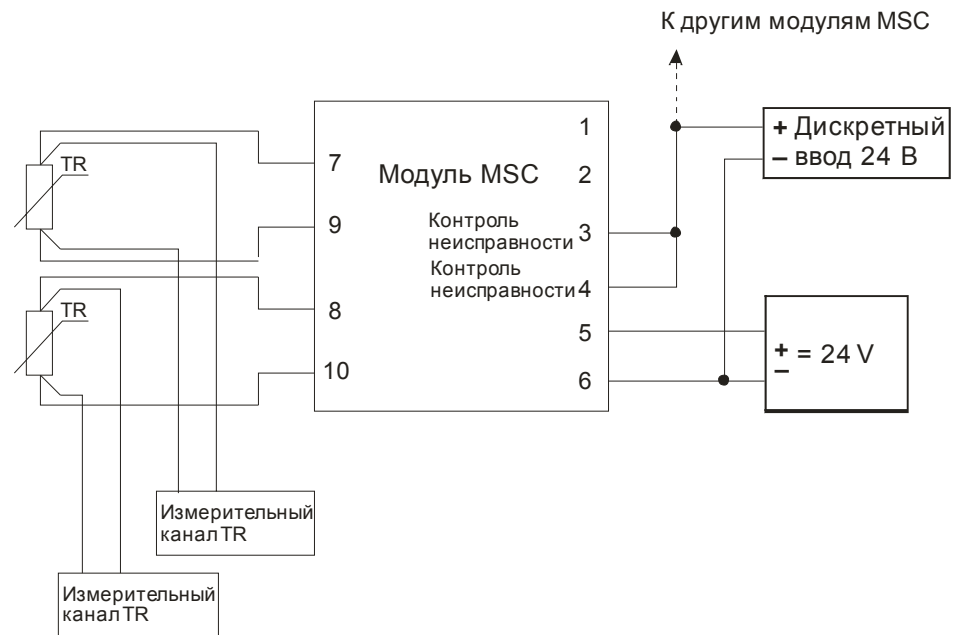 К другим модулям MSC
+ Дискретный
– ввод 24 В
1
7
Модуль MSC
2
TR
9
Контроль
неисправности
3
Контроль
неисправности
4
TR
8
5
+
–
= 24 V
10
6
Измерительный
канал TR
Измерительный
канал TR